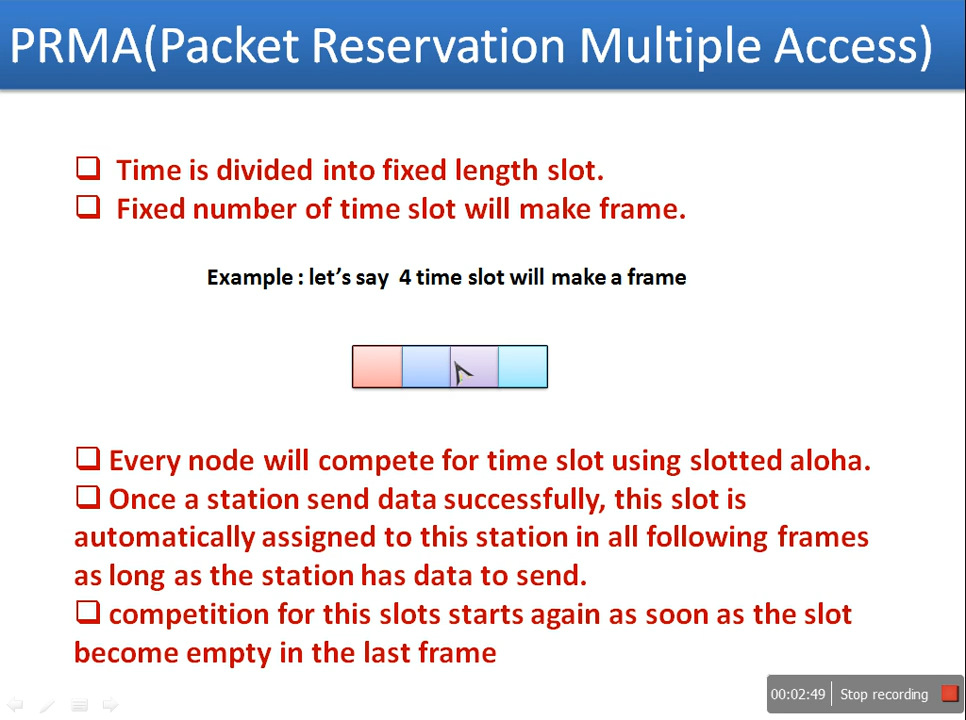 PRMA(Packet Reservation Multiple Access)
Time is divided into fixed length slot.
Fixed number of time slot will make frame.
Example : let's say 4 time slot will make a frame
Every node will compete for time slot using slotted aloha.
Once a station send data successfully, this slot is
automatically assigned to this station in all following frames
as long as the station has data to send.
competition for this slots starts again as soon as the slot
become empty in the last frame
00:02:49 Stop recording